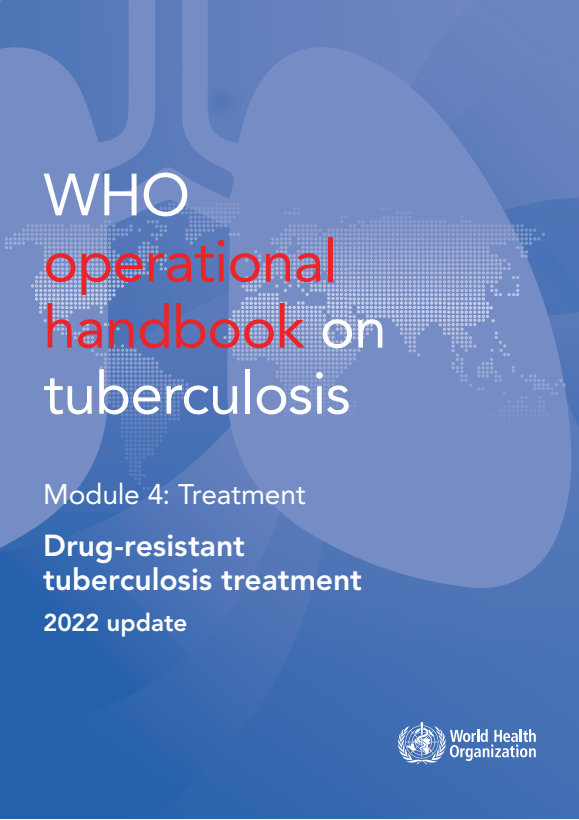 WHO
operational
handbook on
tuberculosis
Module 4: Treatment
Drug-resistant
tuberculosis treatment
2022 update
World Health
Organization